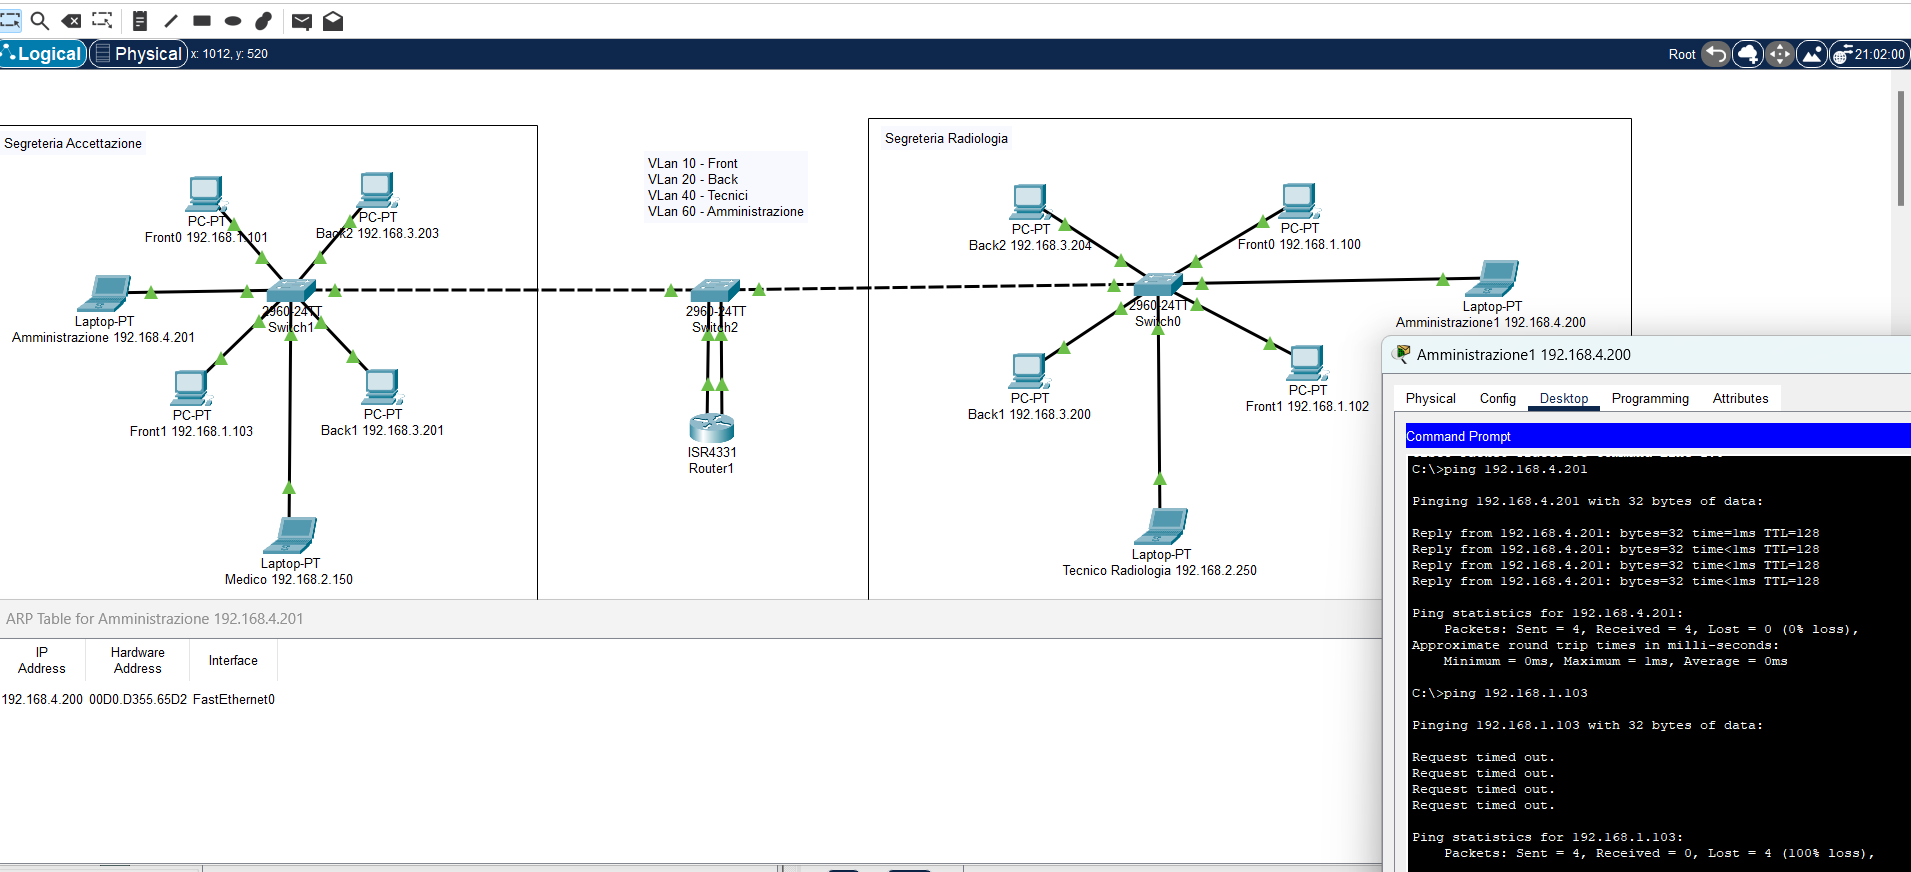 Logical
Physical
x: 1012, y: 520
Root
21:02:00
Segreteria Accettazione
PC-PT
Front0 192.168.1.101
PC-PT
Back2 192.168.3.203
Laptop-PT
Amministrazione 192.168.4.201
2960-24TT
Switch1
PC-PT
Front1 192.168.1.103
PC-PT
Back1 192.168.3.201
Laptop-PT
Medico 192.168.2.150
VLan 10 - Front
VLan 20 - Back
VLan 40 - Tecnici
VLan 60 - Amministrazione
2960-24TT
Switch2
ISR4331
Router1
Segreteria Radiologia
PC-PT
Back2 192.168.3.204
PC-PT
Front0 192.168.1.100
2960-24TT
Switch0
Laptop-PT
Amministrazione1 192.168.4.200
PC-PT
Back1 192.168.3.200
PC-PT
Front1 192.168.1.102
Laptop-PT
Tecnico Radiologia 192.168.2.250
ARP Table for Amministrazione 192.168.4.201
IP Address
Hardware Address
Interface
192.168.4.200 00D0.D355.65D2 FastEthernet0
Amministrazione1 192.168.4.200
Physical Config Desktop Programming Attributes
Command Prompt
C:\>ping 192.168.4.201
Pinging 192.168.4.201 with 32 bytes of data:
Reply from 192.168.4.201: bytes=32 time=1ms TTL=128
Reply from 192.168.4.201: bytes=32 time<1ms TTL=128
Reply from 192.168.4.201: bytes=32 time<1ms TTL=128
Reply from 192.168.4.201: bytes=32 time<1ms TTL=128
Ping statistics for 192.168.4.201:
Packets: Sent = 4, Received = 4, Lost = 0 (0% loss),
Approximate round trip times in milli-seconds:
Minimum = 0ms, Maximum = 1ms, Average = 0ms
C:\>ping 192.168.1.103
Pinging 192.168.1.103 with 32 bytes of data:
Request timed out.
Request timed out.
Request timed out.
Request timed out.
Ping statistics for 192.168.1.103:
Packets: Sent = 4, Received = 0, Lost = 4 (100% loss),